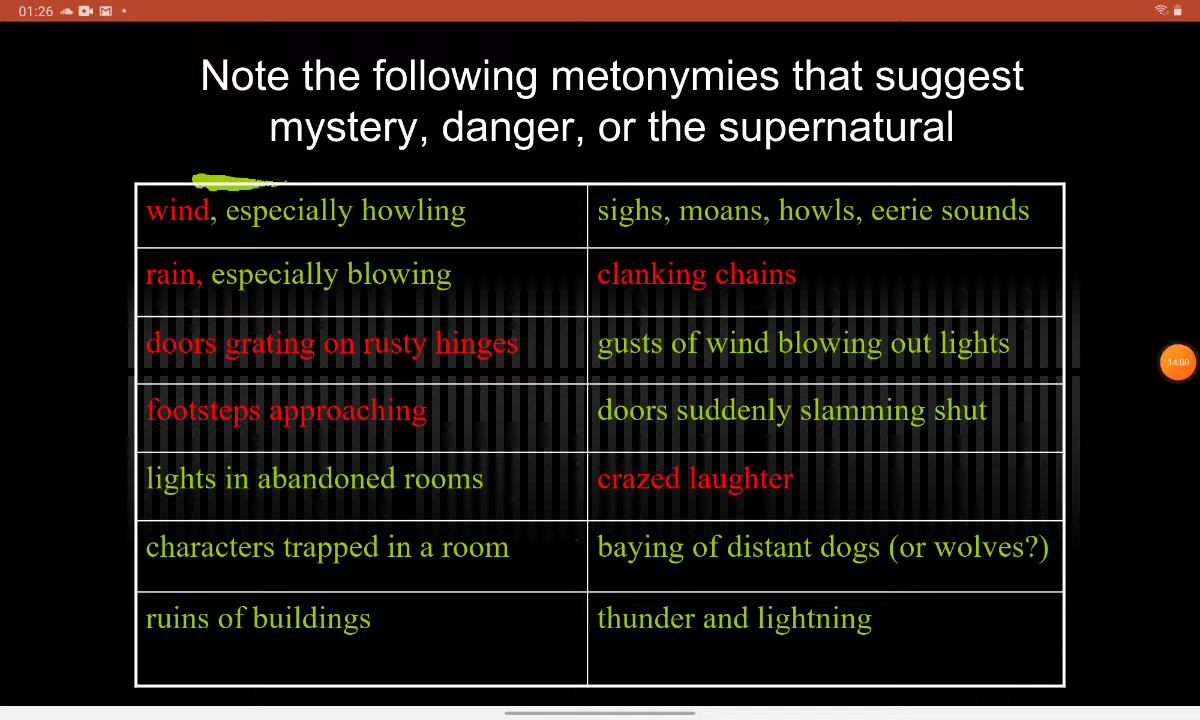 01:26
Note the following metonymies that suggest
mystery, danger, or the supernatural
wind, especially howling
sighs, moans, howls, eerie sounds
rain, especially blowing
clanking chains
doors grating on rusty hinges
gusts of wind blowing out lights
footsteps approaching
doors suddenly slamming shut
lights in abandoned rooms
crazed laughter
characters trapped in a room
baying of distant dogs (or wolves?)
ruins of buildings
thunder and lightning
14:00